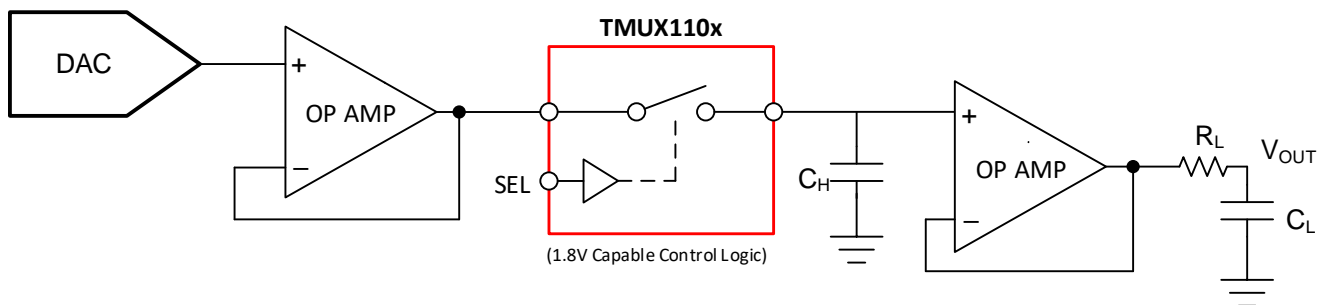 TMUX110x
DAC
+
OP AMP
−
SEL
(1.8V Capable Control Logic)
C_H
+
OP AMP
−
R_L
V_OUT
C_L